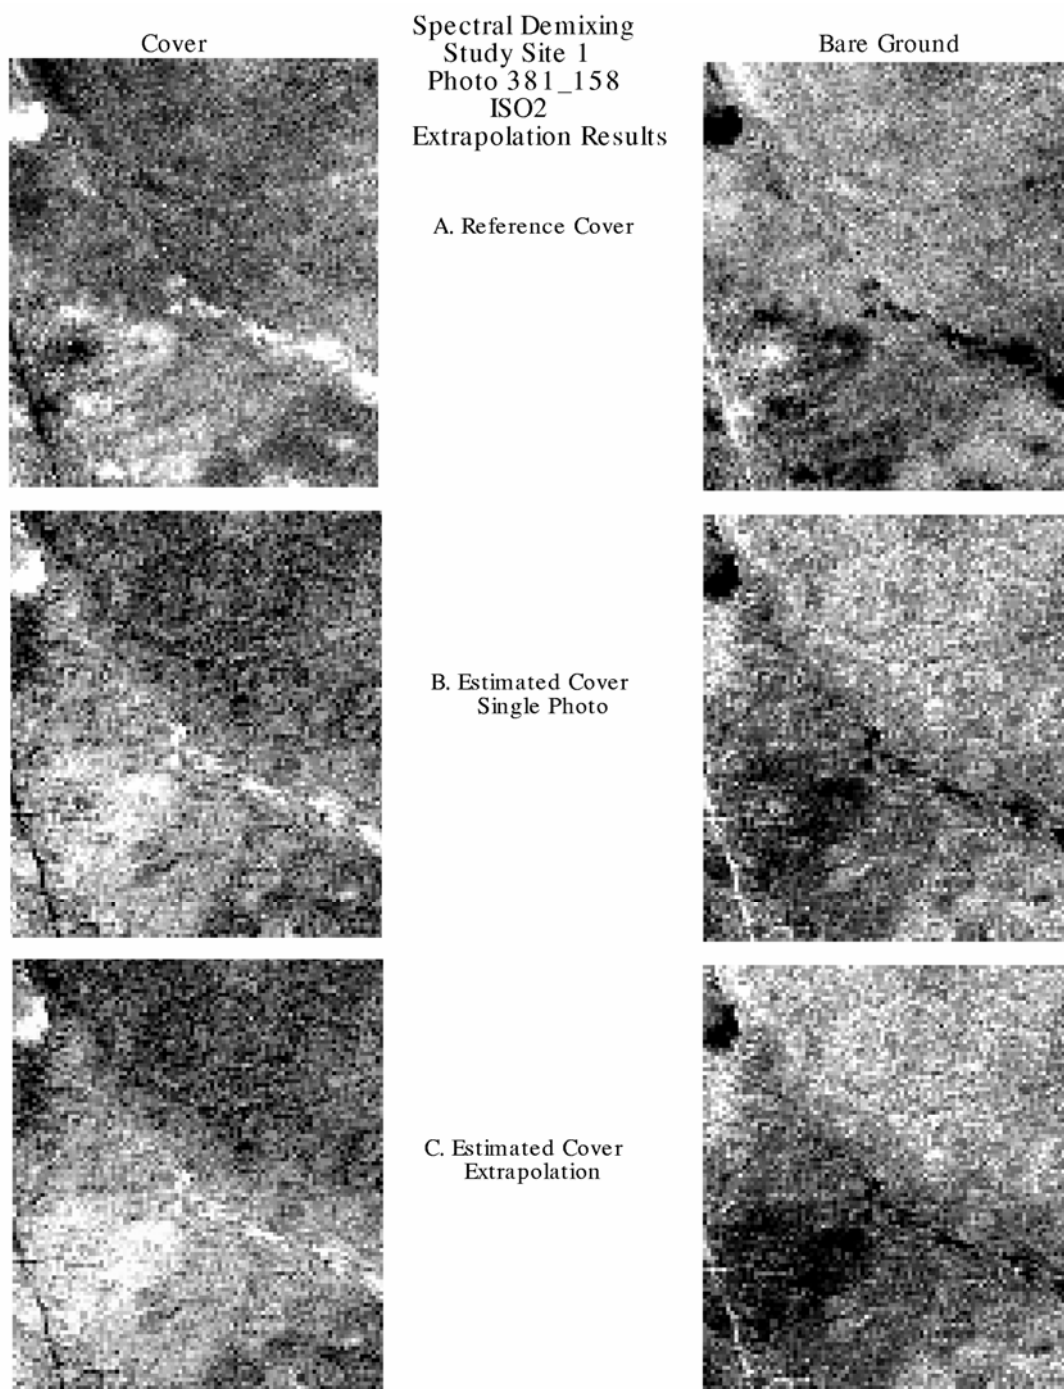 Cover
Spectral Demixing
Study Site 1
Photo 381_158
ISO2
Extrapolation Results
Bare Ground
A. Reference Cover
B. Estimated Cover
Single Photo
C. Estimated Cover
Extrapolation